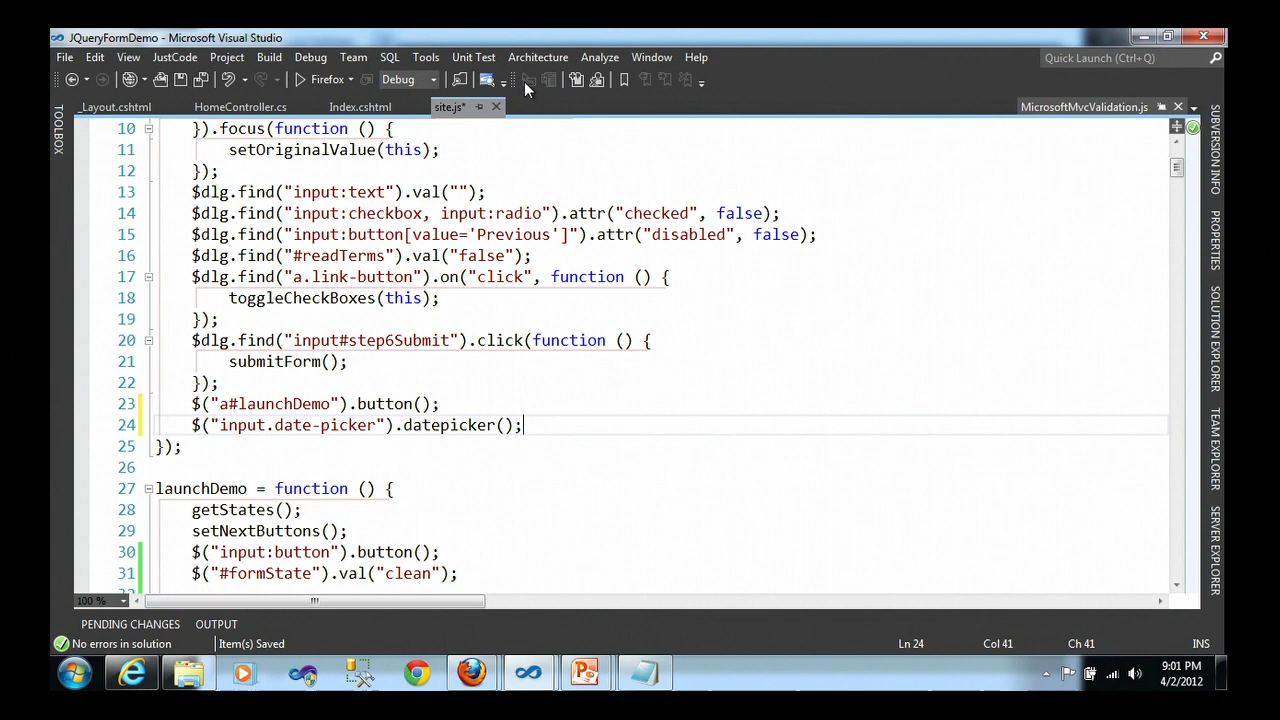 JQueryFormDemo - Microsoft Visual Studio
File Edit View JustCode Project Build Debug Team SQL Tools Unit Test Architecture Analyze Window Help
Quick Launch (Ctrl+Q)
Firefox Debug
_Layout.cshtml HomeController.cs Index.cshtml site.js* MicrosoftMvcValidation.js
TOOLBOX
10 }).focus(function () {
11 setOriginalValue(this);
12 });
13 $dlg.find("input:text").val("");
14 $dlg.find("input:checkbox, input:radio").attr("checked", false);
15 $dlg.find("input:button[value='Previous']").attr("disabled", false);
16 $dlg.find("#readTerms").val("false");
17 $dlg.find("a.link-button").on("click", function () {
18 toggleCheckBoxes(this);
19 });
20 $dlg.find("input#step6Submit").click(function () {
21 submitForm();
22 });
23 $("a#launchDemo").button();
24 $("input.date-picker").datepicker();
25 });
26
27 launchDemo = function () {
28 getStates();
29 setNextButtons();
30 $("input:button").button();
31 $("#formState").val("clean");
SUBVERSION INFO
PROPERTIES
SOLUTION EXPLORER
TEAM EXPLORER
SERVER EXPLORER
100 %
PENDING CHANGES OUTPUT
No errors in solution Item(s) Saved Ln 24 Col 41 Ch 41 INS
9:01 PM
4/2/2012